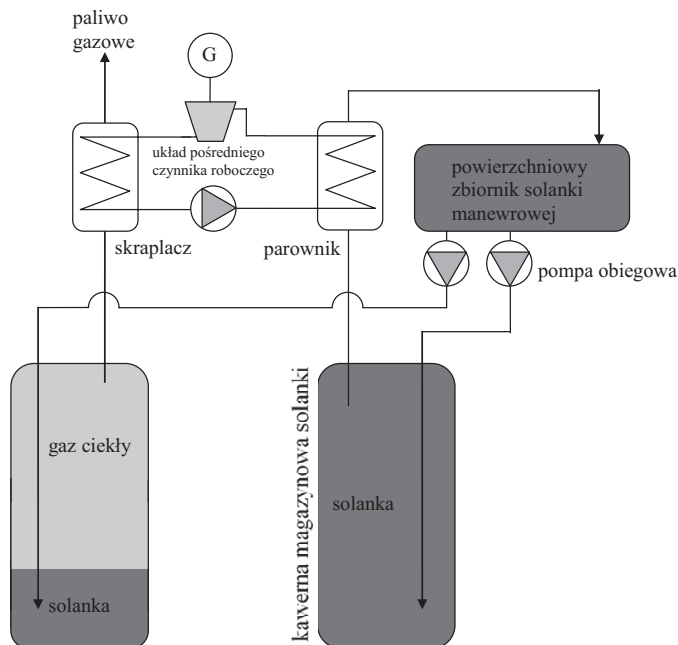 paliwo
gazowe
G
układ pośredniego
czynnika roboczego
powierzchniowy
zbiornik solanki
manewrowej
skraplacz
parownik
pompa obiegowa
kawerna magazynowa solanki
gaz ciekły
solanka
solanka